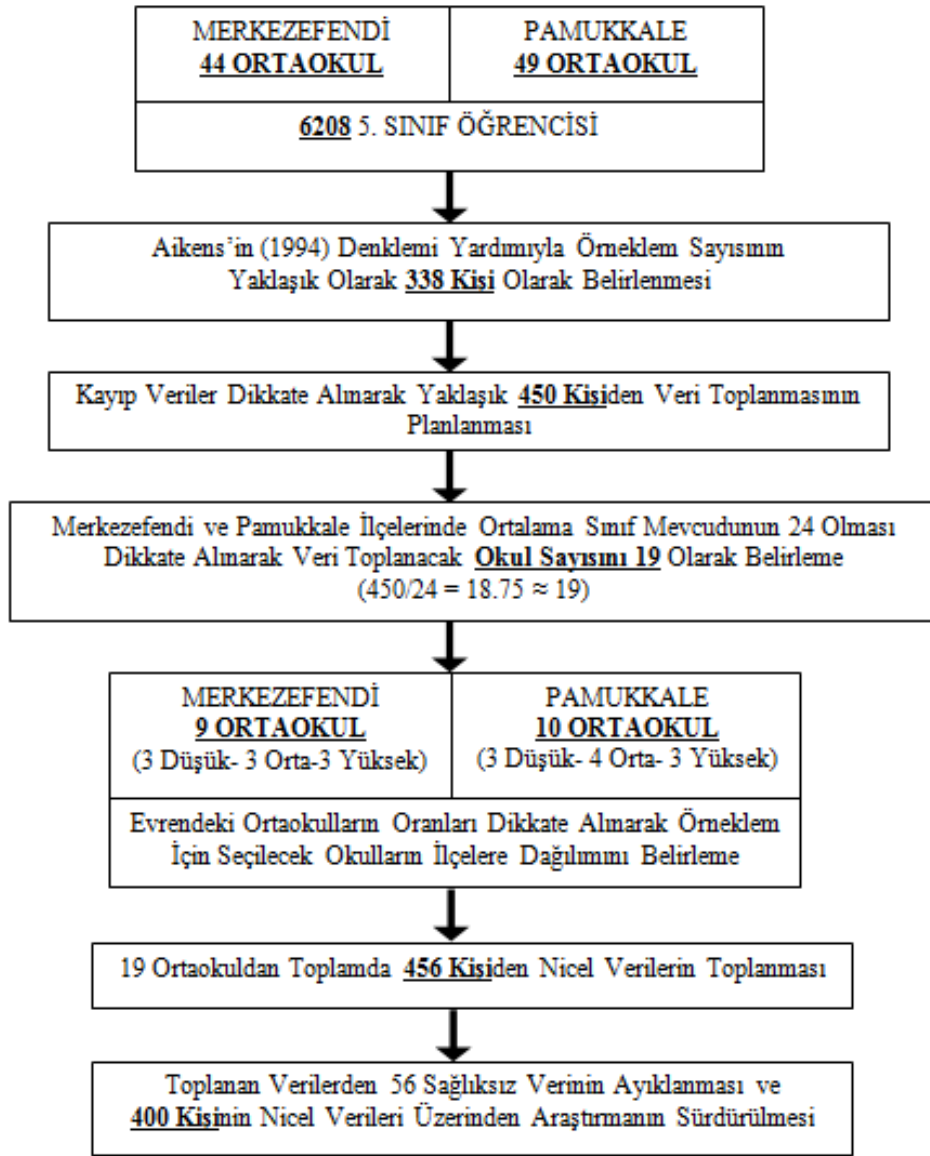 MERKEZEFENDİ
44 ORTAOKUL
PAMUKKALE
49 ORTAOKUL
6208 5. SINIF ÖĞRENCİSİ
Aikens’in (1994) Denklemi Yardımıyla Örneklem Sayısının
Yaklaşık Olarak 338 Kişi Olarak Belirlenmesi
Kayıp Veriler Dikkate Alınarak Yaklaşık 450 Kişiden Veri Toplanmasının
Planlanması
Merkezefendi ve Pamukkale İlçelerinde Ortalama Sınıf Mevcudunun 24 Olması
Dikkate Alınarak Veri Toplanacak Okul Sayısını 19 Olarak Belirleme
(450/24 = 18.75 ≈ 19)
MERKEZEFENDİ
9 ORTAOKUL
(3 Düşük- 3 Orta-3 Yüksek)
PAMUKKALE
10 ORTAOKUL
(3 Düşük- 4 Orta- 3 Yüksek)
Evrendeki Ortaokulların Oranları Dikkate Alınarak Örneklem
İçin Seçilecek Okulların İlçelere Dağılımını Belirleme
19 Ortaokuldan Toplamda 456 Kişiden Nicel Verilerin Toplanması
Toplanan Verilerden 56 Sağlıksız Verinin Ayıklanması ve
400 Kişinin Nicel Verileri Üzerinden Araştırmanın Sürdürülmesi